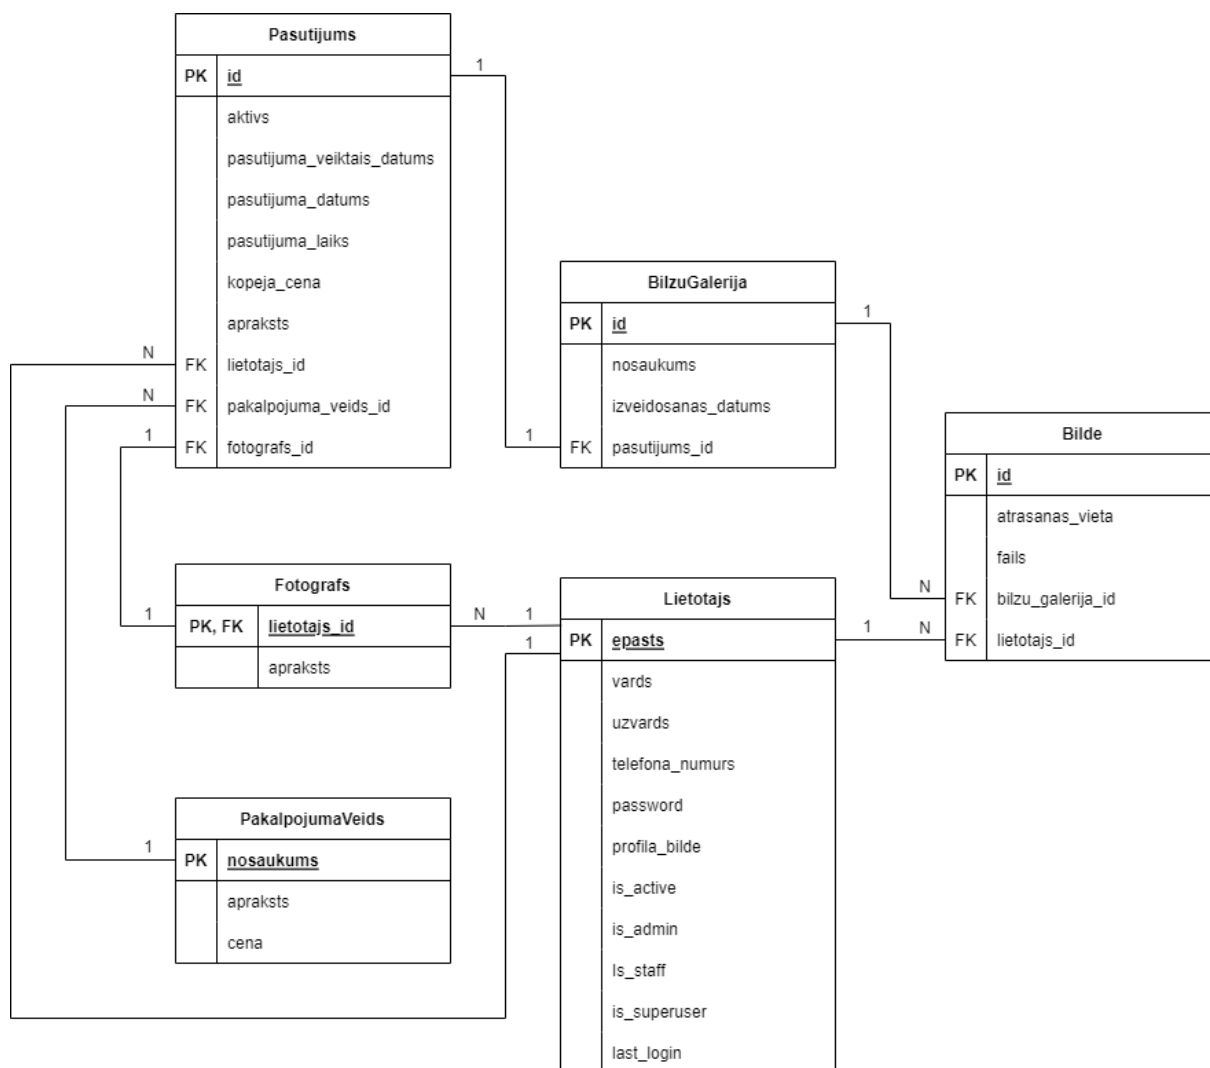 Pasutijums
PK id
aktivs
pasutijuma_veiktais_datums
pasutijuma_datums
pasutijuma_laiks
kopeja_cena
apraksts
N FK lietotajs_id
N FK pakalpojuma_veids_id
1 FK fotografs_id
1
1
BilzuGalerija
PK id
nosaukums
izveidosanas_datums
FK pasutijums_id
1
N
Bilde
PK id
atrasanas_vieta
fails
FK bilzu_galerija_id
FK lietotajs_id
Fotografs
1 PK, FK lietotajs_id
apraksts
N 1
1
1 N
Lietotajs
PK epasts
vards
uzvards
telefona_numurs
password
profila_bilde
is_active
is_admin
Is_staff
is_superuser
last_login
PakalpojumaVeids
1 PK nosaukums
apraksts
cena